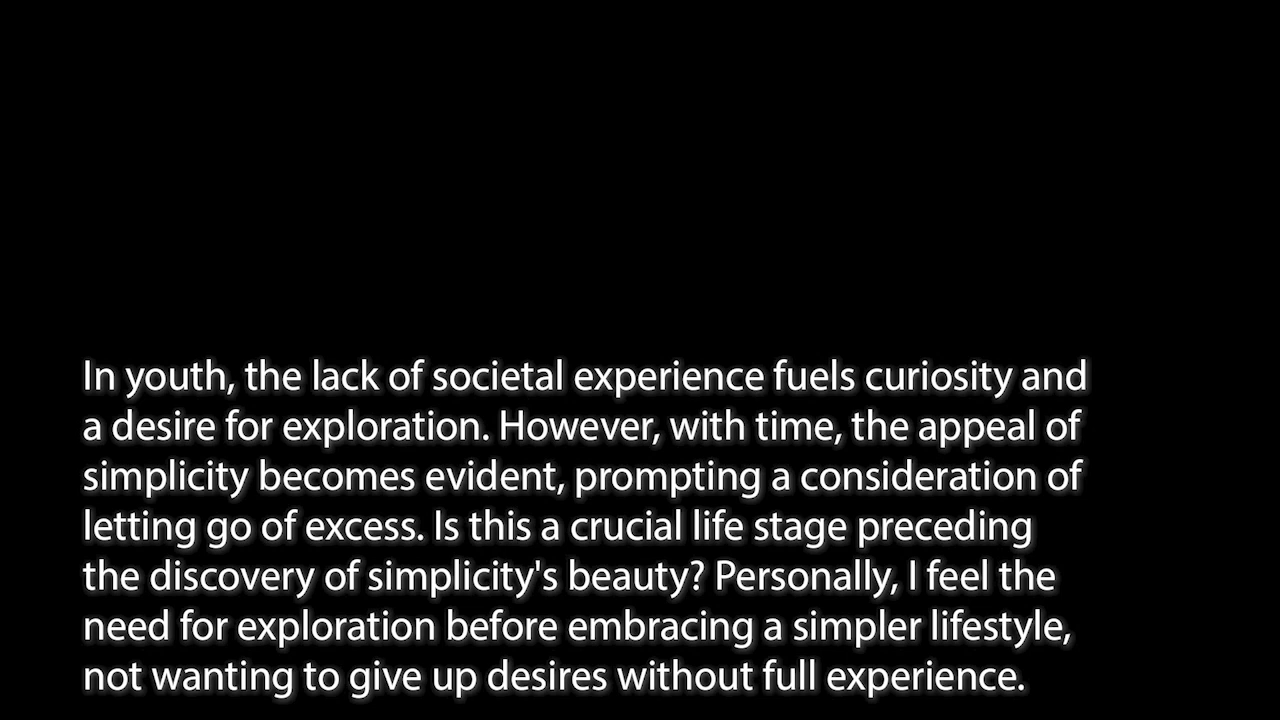 In youth, the lack of societal experience fuels curiosity and
a desire for exploration. However, with time, the appeal of
simplicity becomes evident, prompting a consideration of
letting go of excess. Is this a crucial life stage preceding
the discovery of simplicity's beauty? Personally, I feel the
need for exploration before embracing a simpler lifestyle,
not wanting to give up desires without full experience.